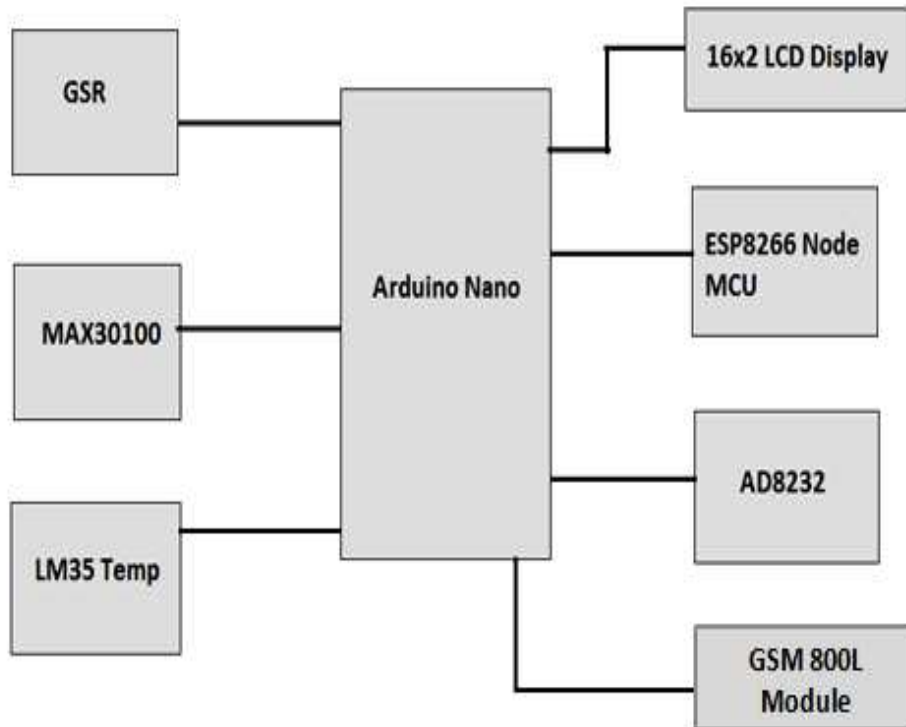 GSR
16x2 LCD Display
Arduino Nano
ESP8266 Node
MCU
MAX30100
AD8232
LM35 Temp
GSM 800L
Module